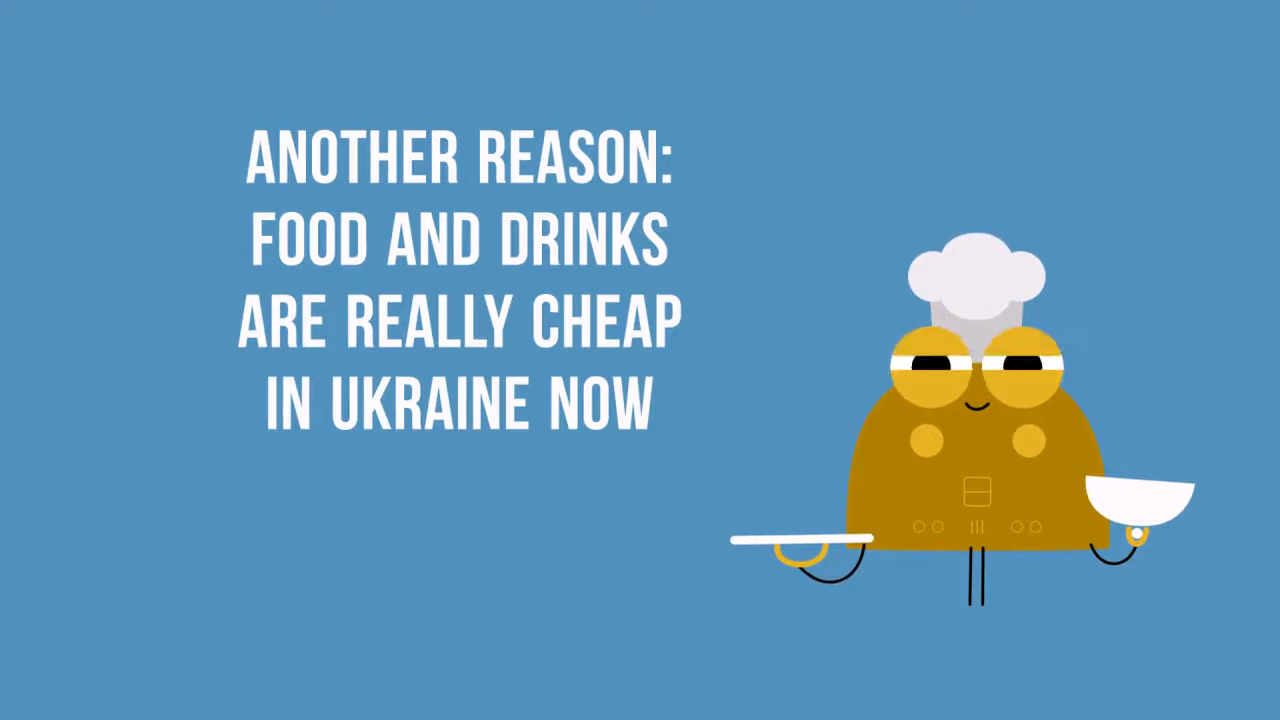 ANOTHER REASON:
FOOD AND DRINKS
ARE REALLY CHEAP
IN UKRAINE NOW